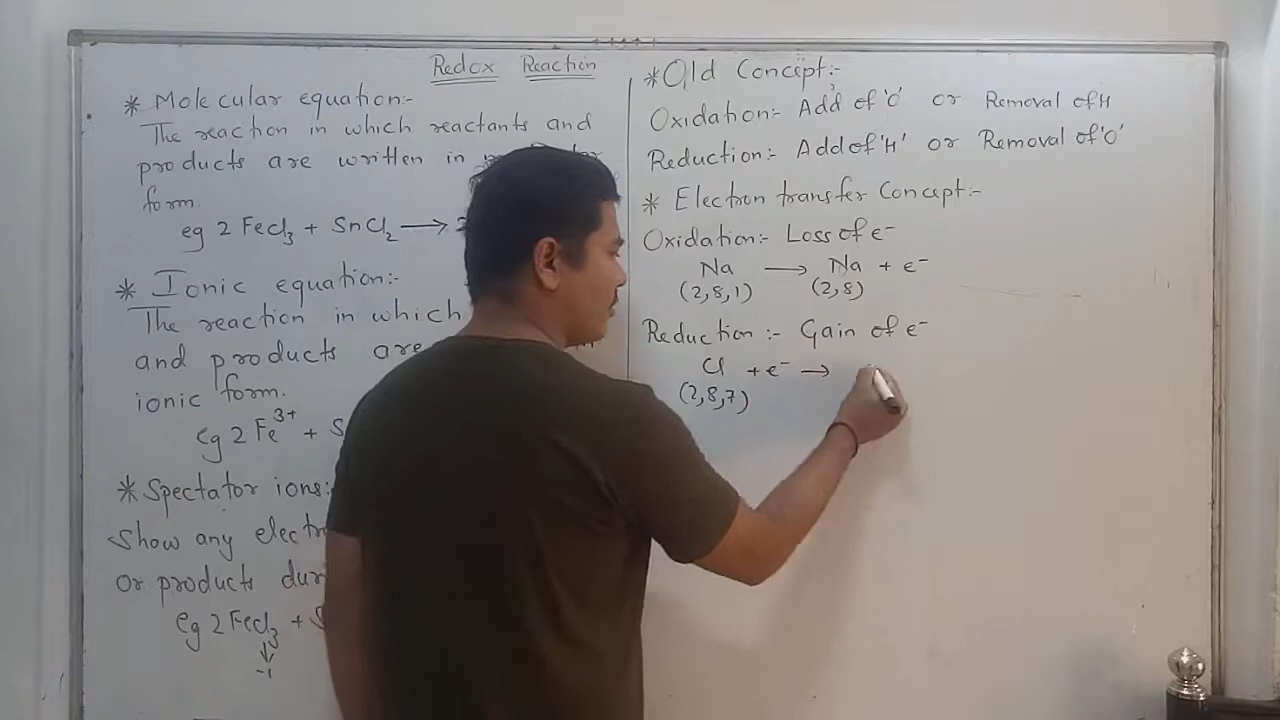 Redox Reaction
* Molecular equation:-
The reaction in which reactants and
products are written in
form.
eg 2 FeCl₃ + SnCl₂ ⟶
* Ionic equation:-
The reaction in which
and products are
ionic form.
eg 2 Fe³⁺ + S
* Spectator ions:
show any electr
or products dur
eg 2 FeCl₃ + S
↓
-1
* Old Concept:-
Oxidation:- Add of 'O' or Removal of H
Reduction:- Add of 'H' or Removal of 'O'
* Electron transfer Concept:-
Oxidation:- Loss of e⁻
Na ⟶ Na + e⁻
(2,8,1) (2,8)
Reduction:- Gain of e⁻
Cl + e⁻ →
(2,8,7)